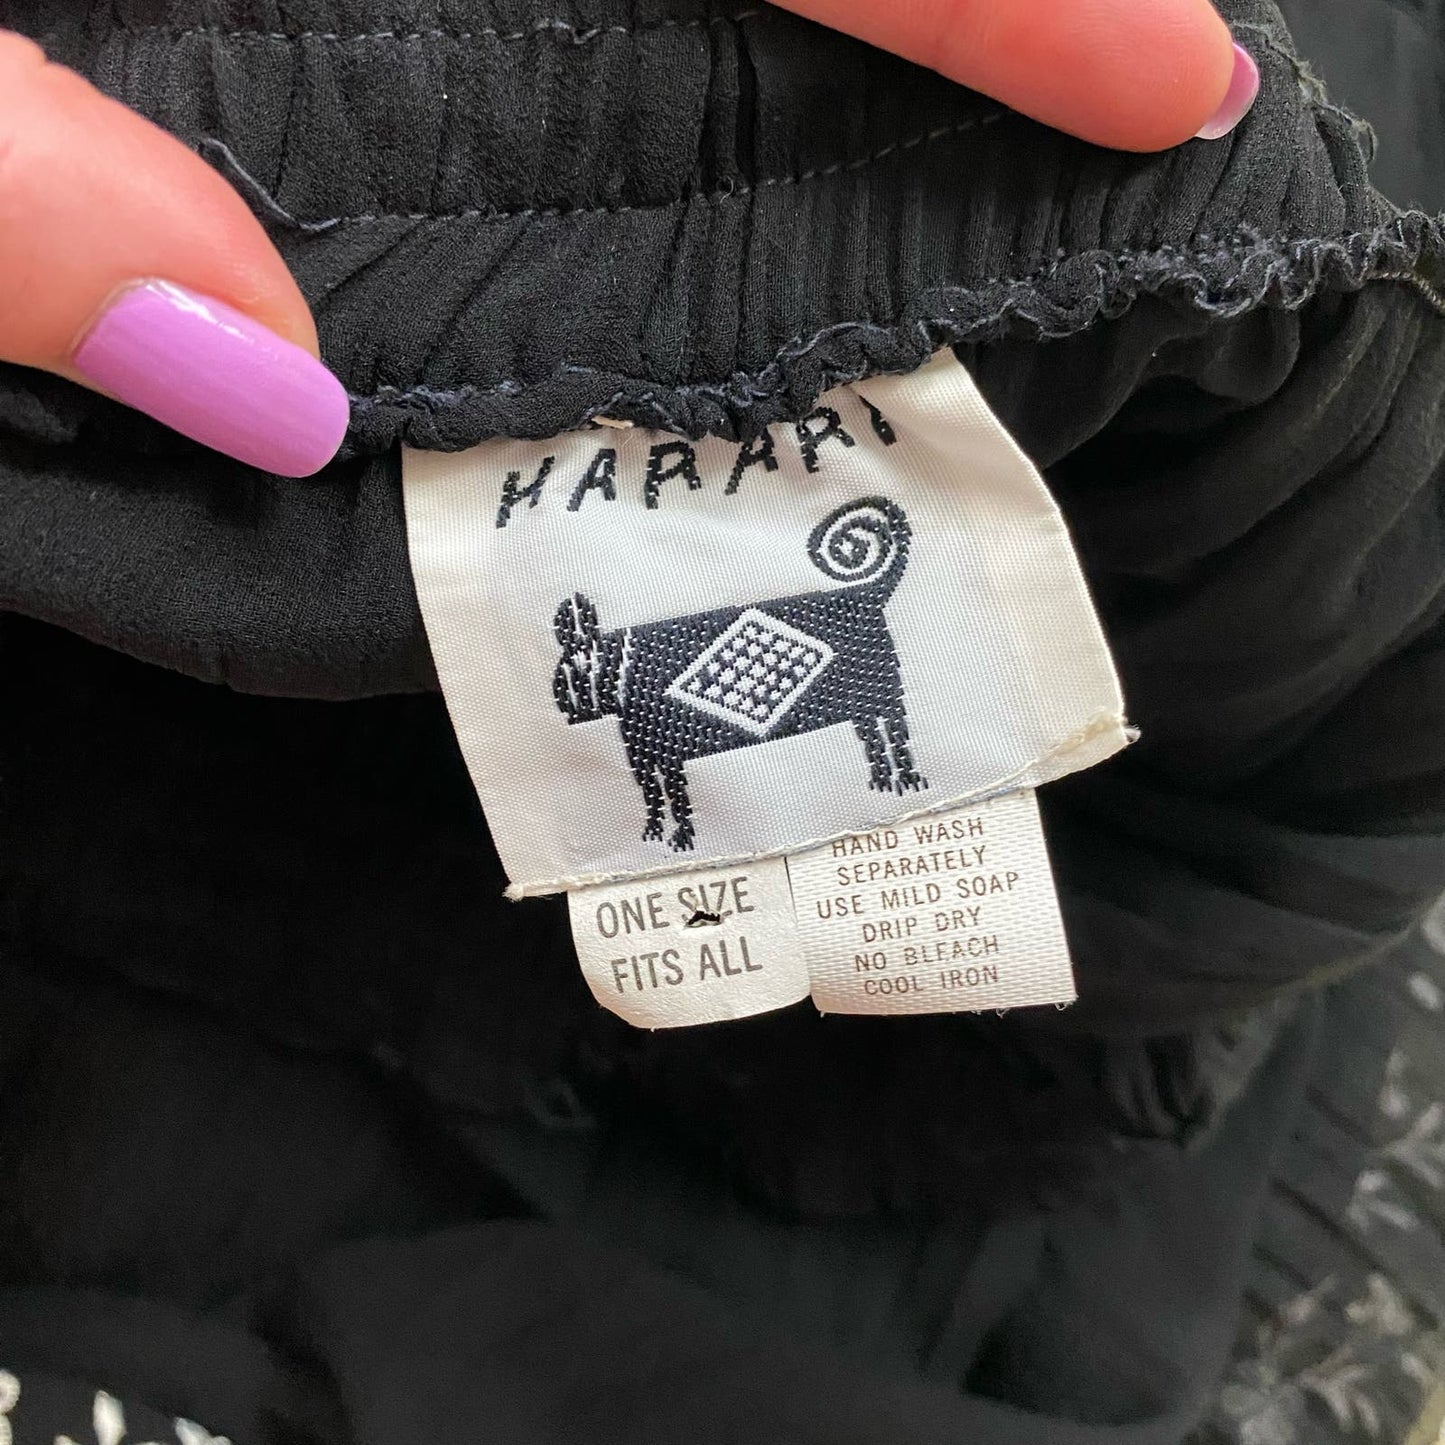 HARARI
ONE SIZE
FITS ALL
HAND WASH
SEPARATELY
USE MILD SOAP
DRIP DRY
NO BLEACH
COOL IRON